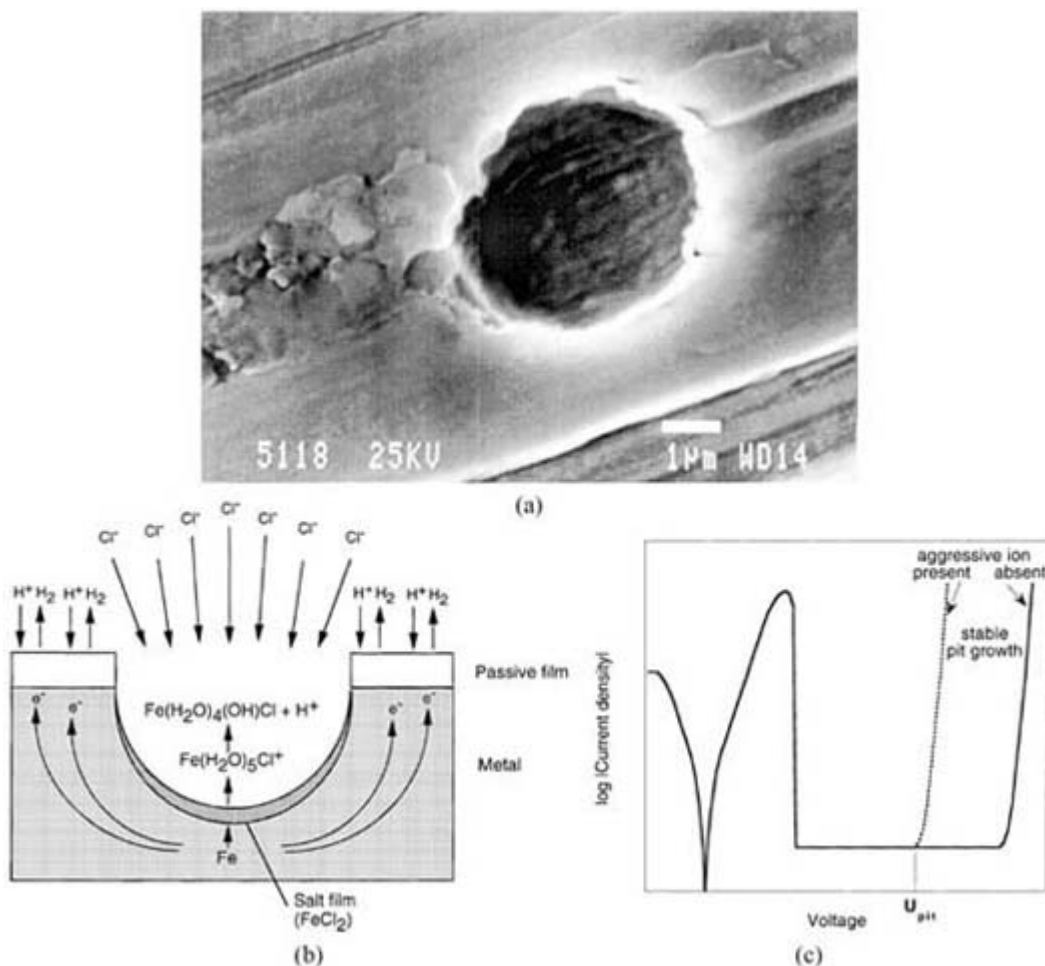 5118 25KV 1µm WD14
(a)
Cl⁻ Cl⁻ Cl⁻ Cl⁻ Cl⁻ Cl⁻ Cl⁻
H⁺ H₂ H⁺ H₂ H⁺ H₂ H⁺ H₂
Passive film
e⁻ e⁻ e⁻ e⁻
Fe(H₂O)₄(OH)Cl + H⁺
Fe(H₂O)₅Cl⁺
Metal
Fe
Salt film
(FeCl₂)
(b)
aggressive ion
present absent
stable
pit growth
log |Current density|
U pit
Voltage
(c)